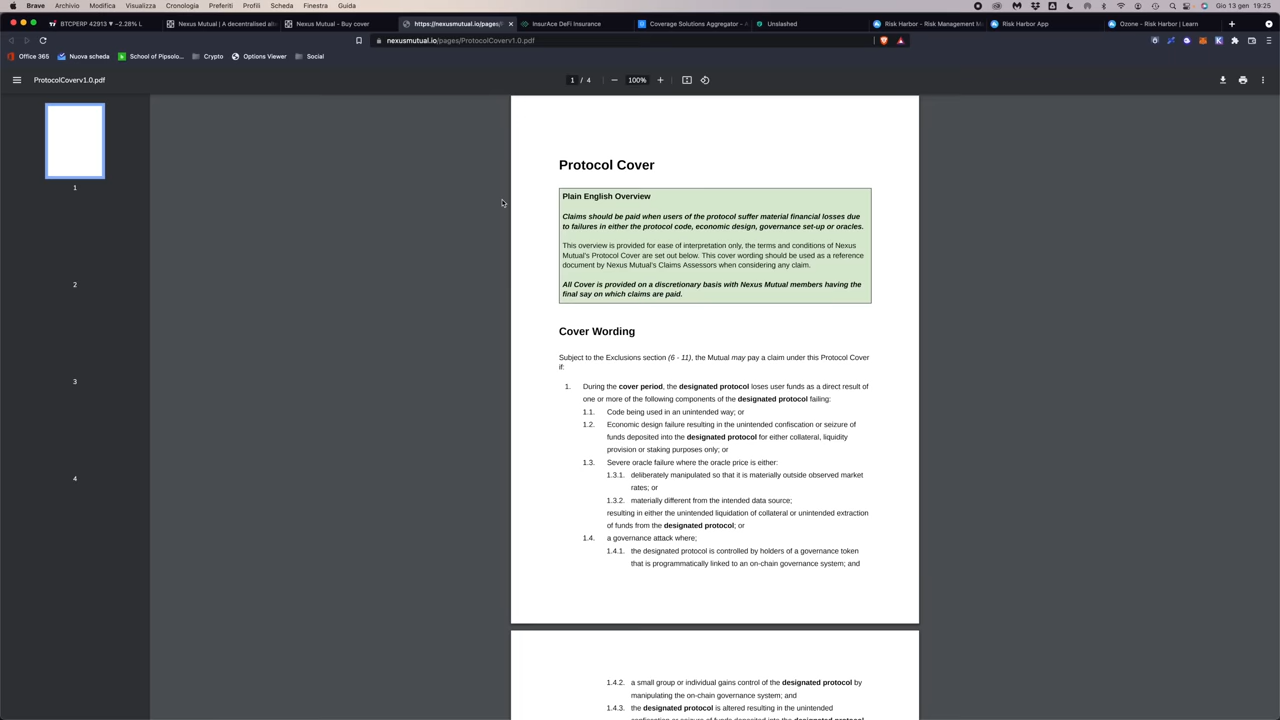 Brave Archivio Modifica Visualizza Cronologia Preferiti Profili Scheda Finestra Guida Gio 13 gen 19:25
BTCPERP 42913 ▼ −2.28% L Nexus Mutual | A decentralised al Nexus Mutual - Buy cover https://nexusmutual.io/pages/P InsurAce DeFi Insurance Coverage Solutions Aggregator - Unslashed Risk Harbor - Risk Management M Risk Harbor App Ozone - Risk Harbor | Learn
nexusmutual.io/pages/ProtocolCoverv1.0.pdf
Office 365 Nuova scheda School of Pipsolo... Crypto Options Viewer Social
ProtocolCoverv1.0.pdf 1 / 4 100%
1
2
3
4
Protocol Cover
Plain English Overview
Claims should be paid when users of the protocol suffer material financial losses due
to failures in either the protocol code, economic design, governance set-up or oracles.
This overview is provided for ease of interpretation only, the terms and conditions of Nexus
Mutual's Protocol Cover are set out below. This cover wording should be used as a reference
document by Nexus Mutual's Claims Assessors when considering any claim.
All Cover is provided on a discretionary basis with Nexus Mutual members having the
final say on which claims are paid.
Cover Wording
Subject to the Exclusions section (6 - 11), the Mutual may pay a claim under this Protocol Cover
if:
1. During the cover period, the designated protocol loses user funds as a direct result of
one or more of the following components of the designated protocol failing:
1.1. Code being used in an unintended way; or
1.2. Economic design failure resulting in the unintended confiscation or seizure of
funds deposited into the designated protocol for either collateral, liquidity
provision or staking purposes only; or
1.3. Severe oracle failure where the oracle price is either:
1.3.1. deliberately manipulated so that it is materially outside observed market
rates; or
1.3.2. materially different from the intended data source;
resulting in either the unintended liquidation of collateral or unintended extraction
of funds from the designated protocol; or
1.4. a governance attack where;
1.4.1. the designated protocol is controlled by holders of a governance token
that is programmatically linked to an on-chain governance system; and
1.4.2. a small group or individual gains control of the designated protocol by
manipulating the on-chain governance system; and
1.4.3. the designated protocol is altered resulting in the unintended
confiscation or seizure of funds deposited into the designated protocol